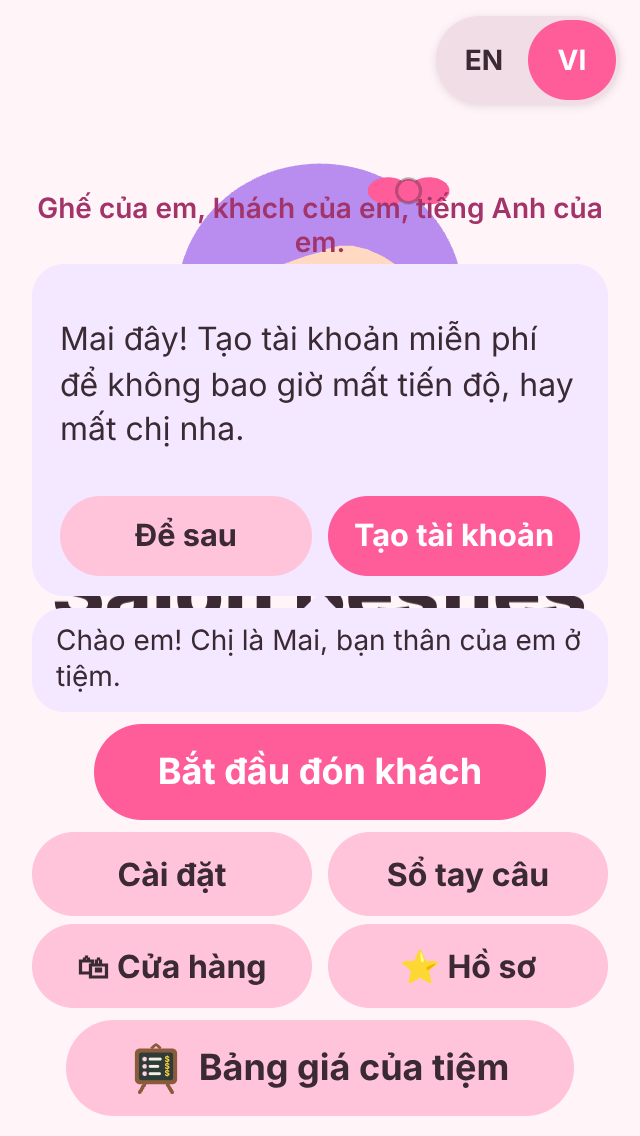 EN VI
Ghế của em, khách của em, tiếng Anh của
em.
Mai đây! Tạo tài khoản miễn phí
để không bao giờ mất tiến độ, hay
mất chị nha.
Để sau Tạo tài khoản
Chào em! Chị là Mai, bạn thân của em ở
tiệm.
Bắt đầu đón khách
Cài đặt Sổ tay câu
Cửa hàng Hồ sơ
Bảng giá của tiệm